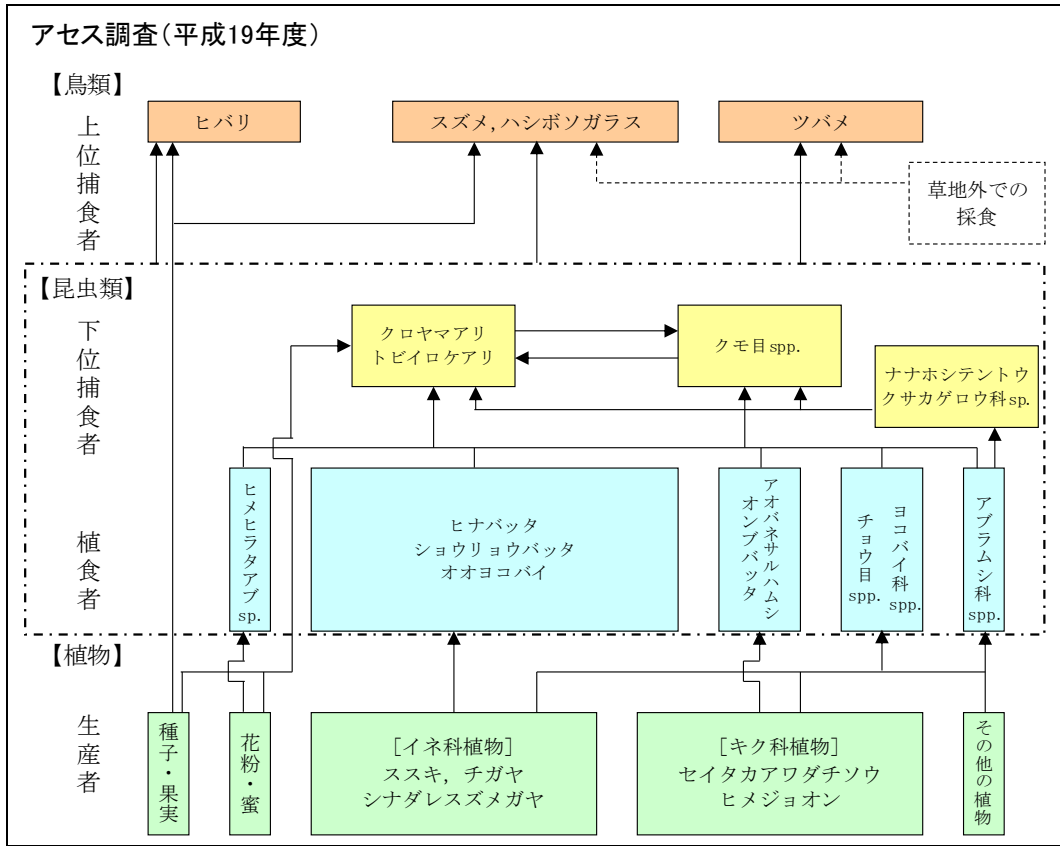 アセス調査（平成19年度）
【鳥類】
上位捕食者
ヒバリ
スズメ，ハシボソガラス
ツバメ
草地外での
採食
【昆虫類】
下位捕食者
クロヤマアリ
トビイロケアリ
クモ目spp.
ナナホシテントウ
クサカゲロウ科sp.
植食者
ヒメヒラタアブsp.
ヒナバッタ
ショウリョウバッタ
オオヨコバイ
アオバネサルハムシ
オンブバッタ
ヨコバイ科spp.
チョウ目spp.
アブラムシ科spp.
【植物】
生産者
種子・果実
花粉・蜜
［イネ科植物］
ススキ，チガヤ
シナダレスズメガヤ
［キク科植物］
セイタカアワダチソウ
ヒメジョオン
その他の植物